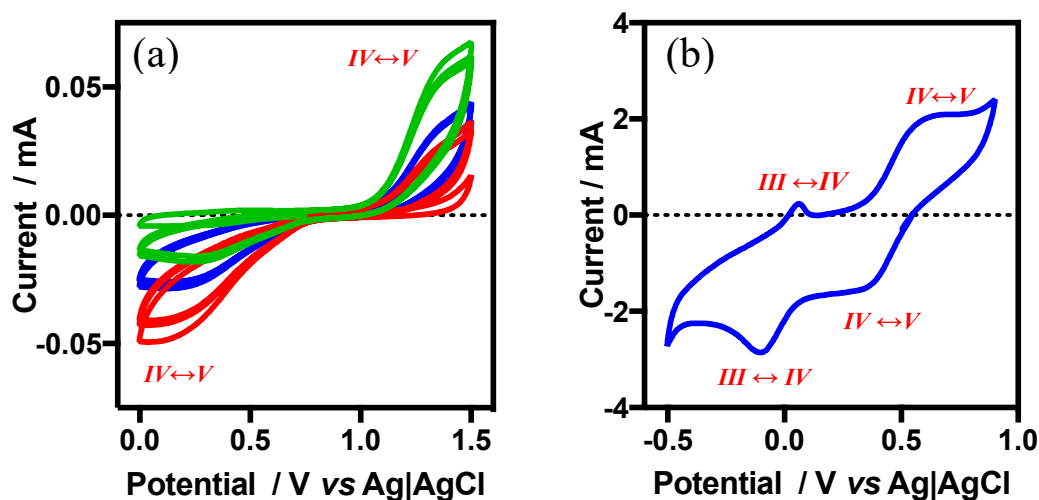 (a)
IV↔V
0.05
0.00
-0.05
Current / mA
IV↔V
0.0
0.5
1.0
1.5
Potential / V vs Ag|AgCl
(b)
4
2
0
-2
-4
Current / mA
IV↔V
III ↔IV
IV ↔V
III ↔ IV
-0.5
0.0
0.5
1.0
Potential / V vs Ag|AgCl